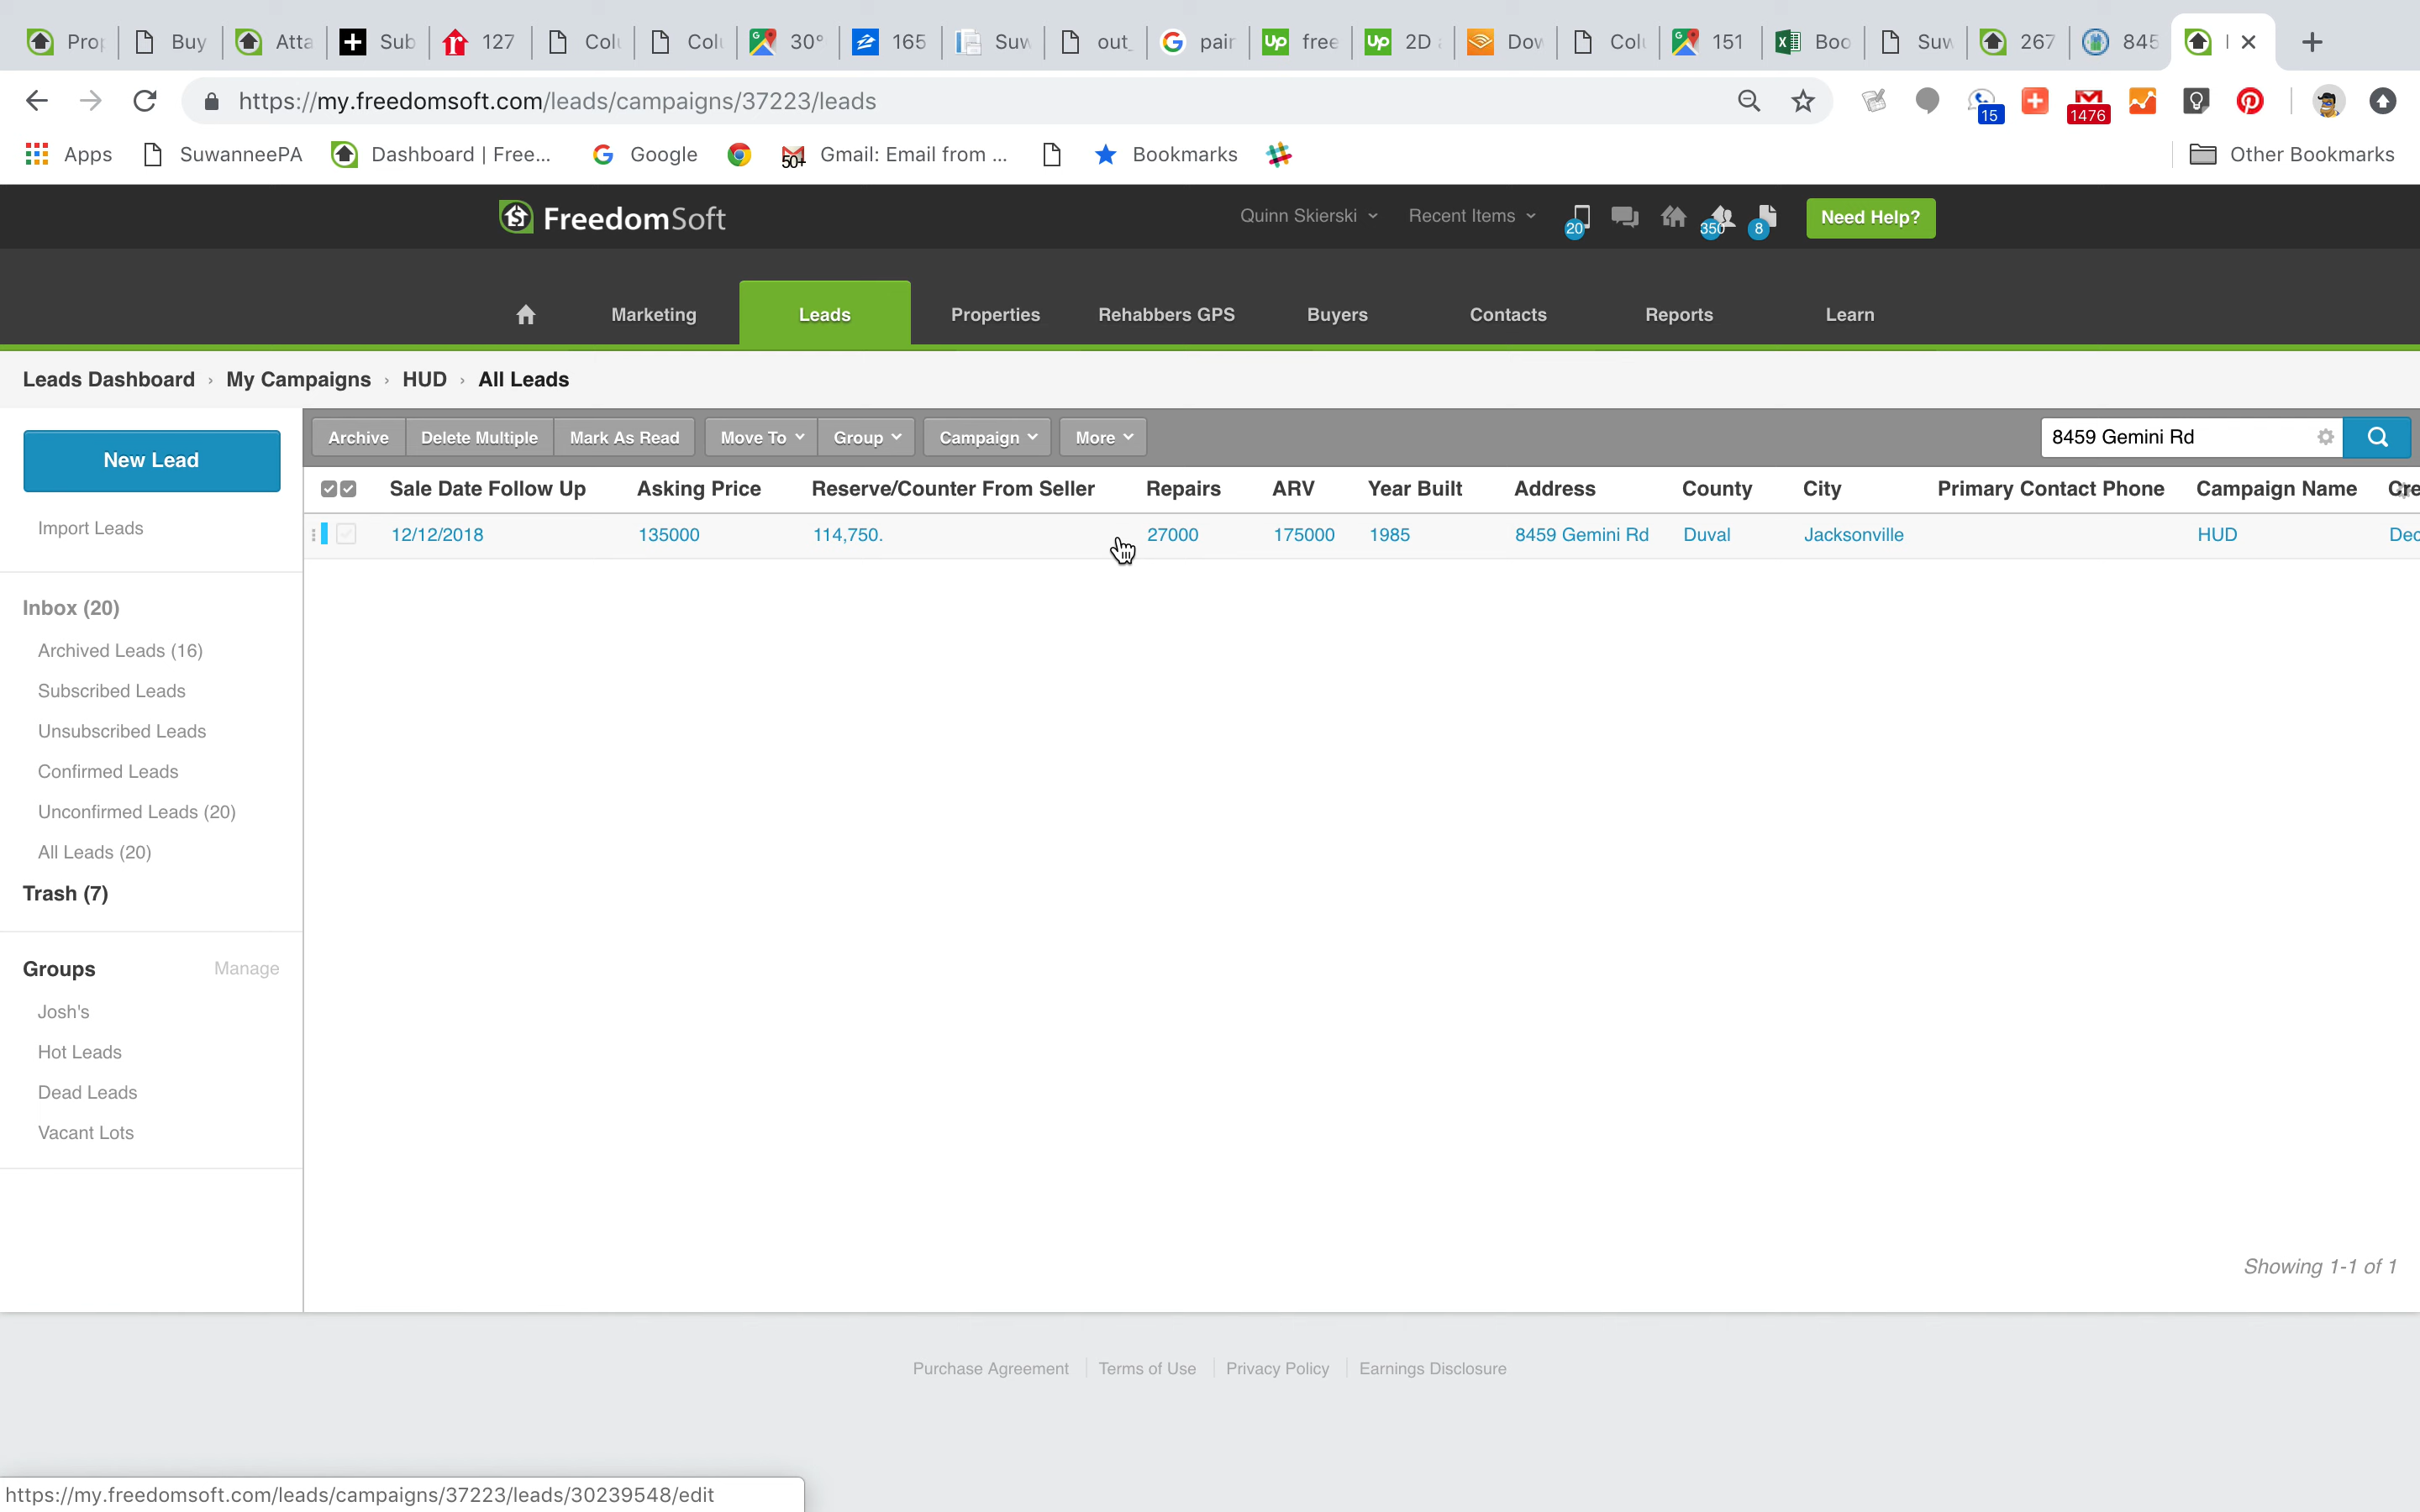 Prop Buy Atta Sub 127 Colu Colu 30° 165 Suw out_ pair free 2D a Dow Colu 151 Boo Suw 267 845
https://my.freedomsoft.com/leads/campaigns/37223/leads
15 1476
Apps SuwanneePA Dashboard | Free... Google 50+ Gmail: Email from ... Bookmarks Other Bookmarks
FreedomSoft Quinn Skierski Recent Items 20 350 8 Need Help?
Marketing Leads Properties Rehabbers GPS Buyers Contacts Reports Learn
Leads Dashboard › My Campaigns › HUD › All Leads
New Lead
Import Leads
Inbox (20)
Archived Leads (16)
Subscribed Leads
Unsubscribed Leads
Confirmed Leads
Unconfirmed Leads (20)
All Leads (20)
Trash (7)
Groups Manage
Josh's
Hot Leads
Dead Leads
Vacant Lots
Archive Delete Multiple Mark As Read Move To Group Campaign More 8459 Gemini Rd
Sale Date Follow Up Asking Price Reserve/Counter From Seller Repairs ARV Year Built Address County City Primary Contact Phone Campaign Name Cre
12/12/2018 135000 114,750. 27000 175000 1985 8459 Gemini Rd Duval Jacksonville HUD Dec
Showing 1-1 of 1
Purchase Agreement Terms of Use Privacy Policy Earnings Disclosure
https://my.freedomsoft.com/leads/campaigns/37223/leads/30239548/edit